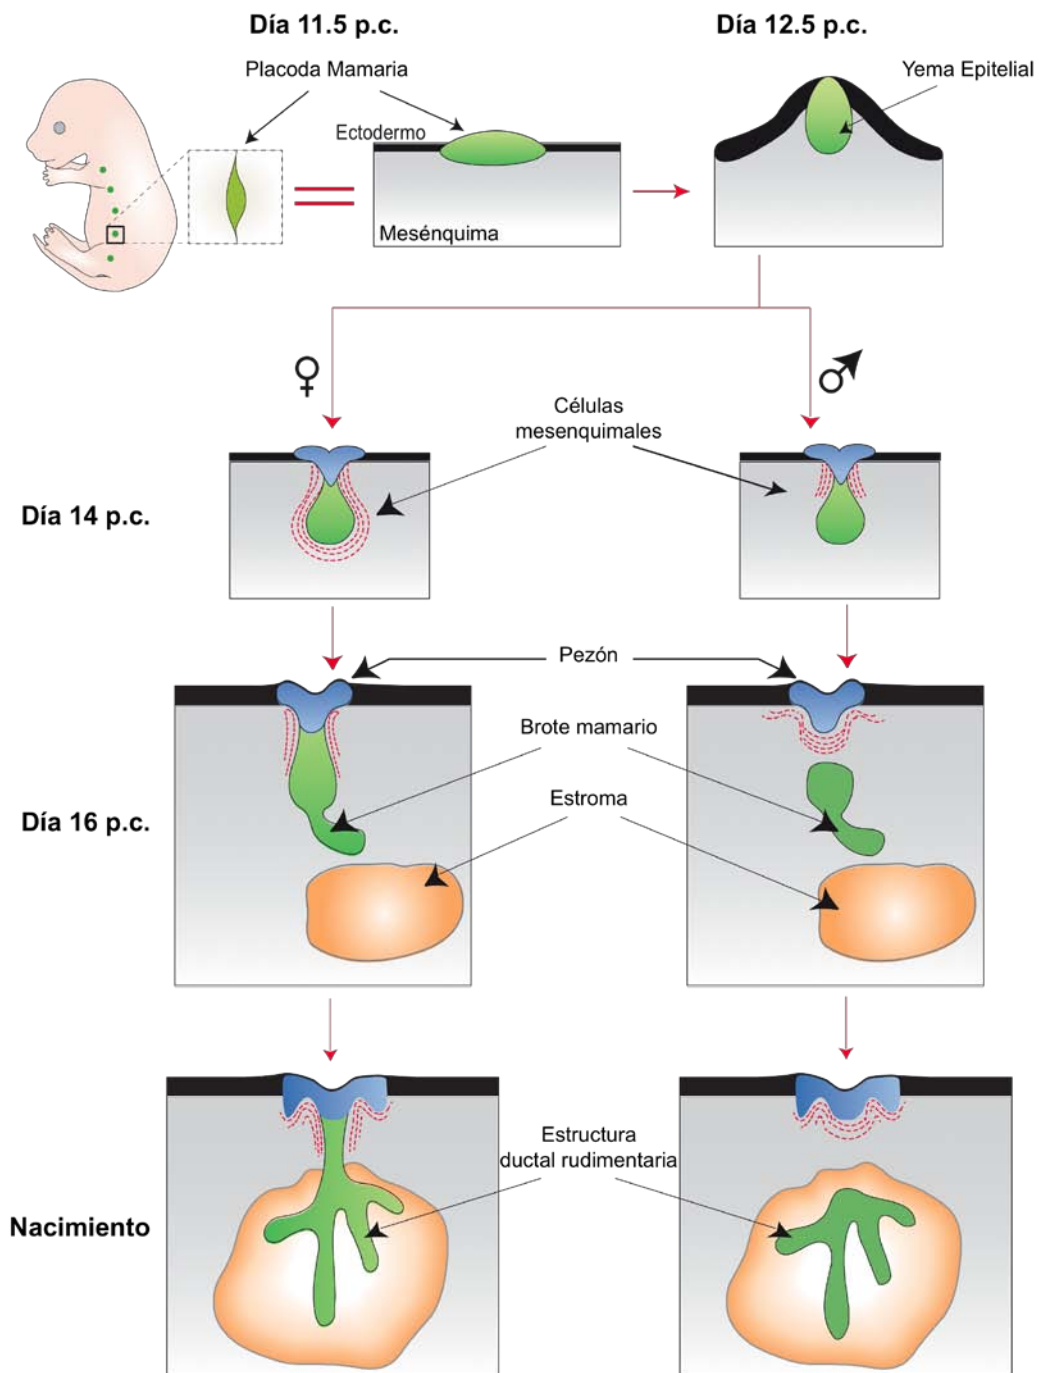 Día 11.5 p.c.
Día 12.5 p.c.
Placoda Mamaria
Yema Epitelial
Ectodermo
Mesénquima
♀
♂
Células
mesenquimales
Día 14 p.c.
Pezón
Brote mamario
Estroma
Día 16 p.c.
Estructura
ductal rudimentaria
Nacimiento